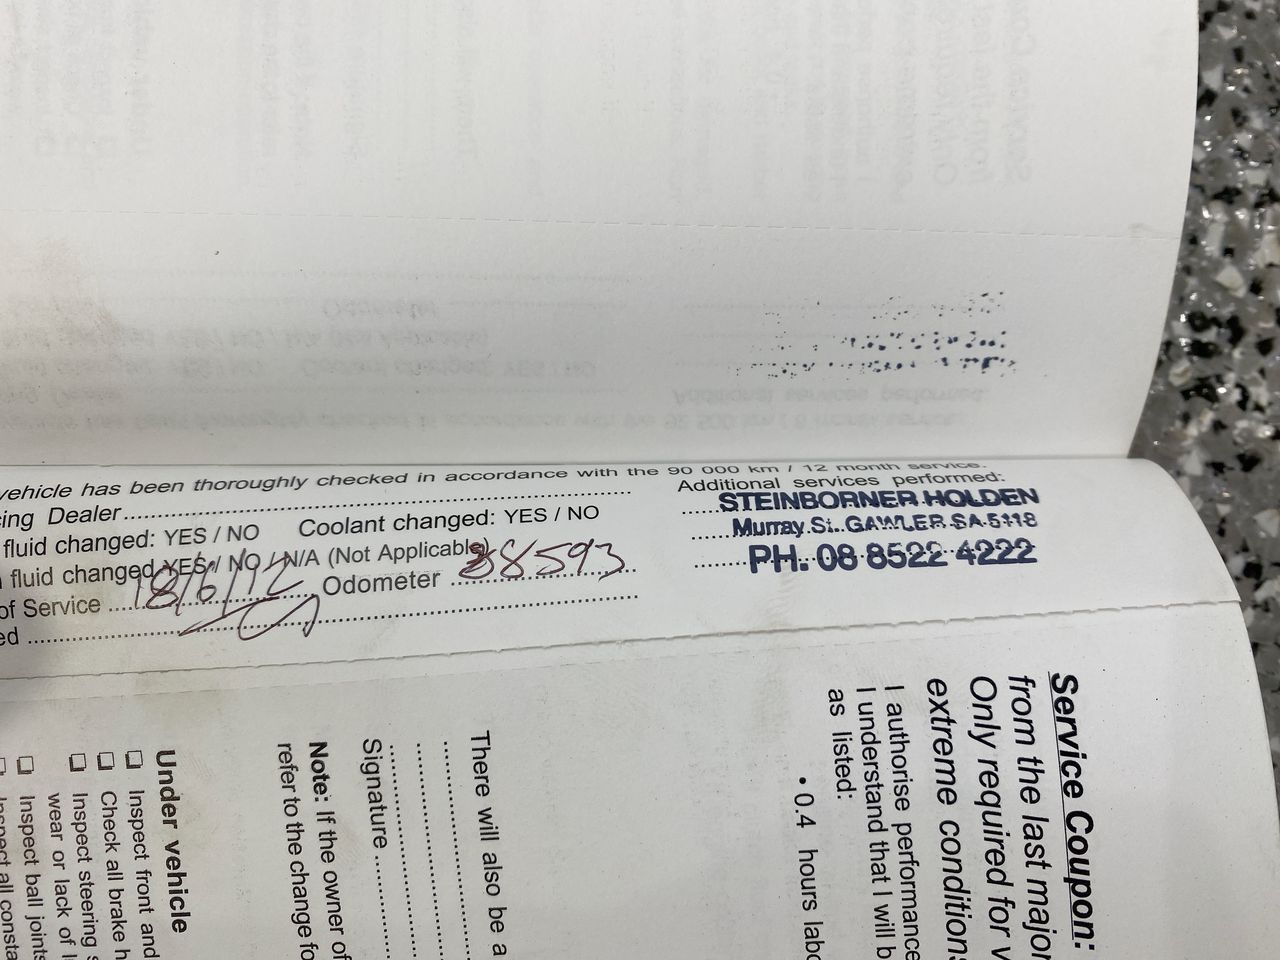 vehicle has been thoroughly checked in accordance with the 90 000 km / 12 month service.
ing Dealer
fluid changed: YES / NO Coolant changed: YES / NO
fluid changed YES / NO / N/A (Not Applicable)
of Service 18/6/12 Odometer 88593
ed
Additional services performed:
STEINBORNER HOLDEN
Murray St. GAWLER SA 5118
PH. 08 8522 4222
Service Coupon:
from the last major
Only required for v
extreme conditions
I authorise performance
I understand that I will b
as listed:
• 0.4 hours labo
There will also be a
Signature
Note: If the owner of
refer to the change fo
Under vehicle
❏ Inspect front and
❏ Check all brake h
❏ Inspect steering s
wear or lack of l
❏ Inspect ball joints
❏ Inspect all consta